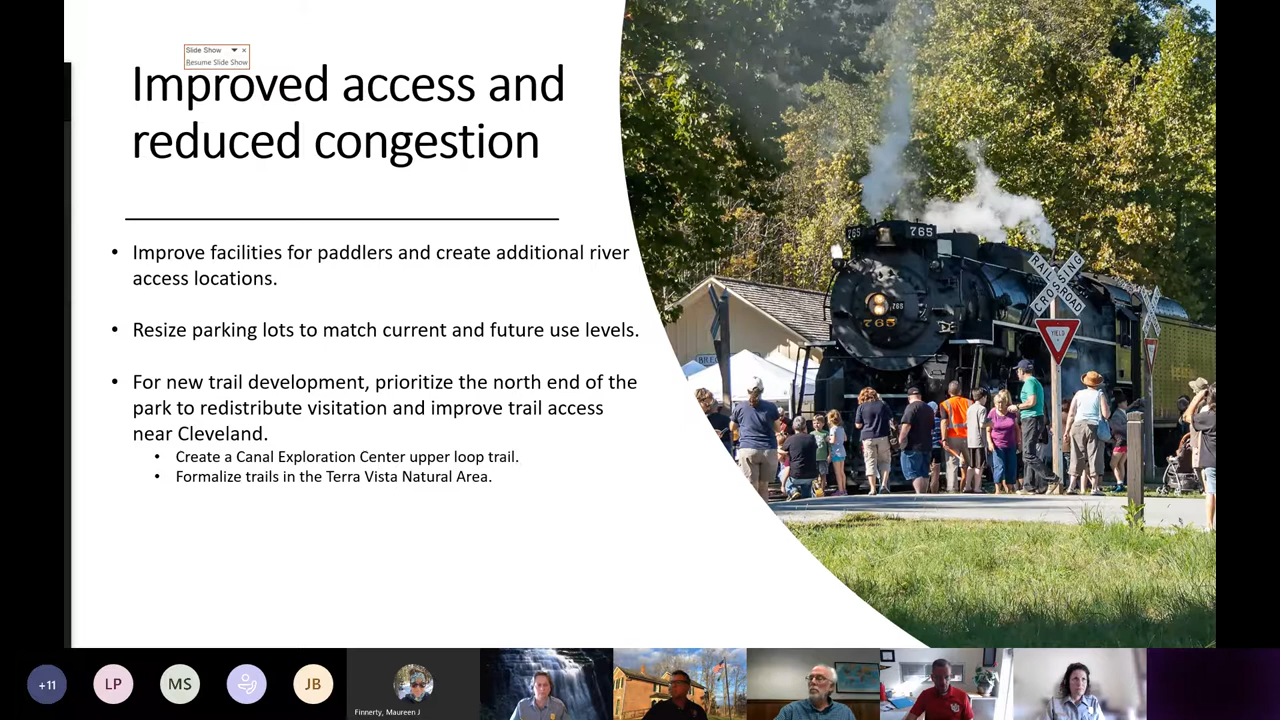 Slide Show
Resume Slide Show
Improved access and
reduced congestion
• Improve facilities for paddlers and create additional river
access locations.
• Resize parking lots to match current and future use levels.
• For new trail development, prioritize the north end of the
park to redistribute visitation and improve trail access
near Cleveland.
• Create a Canal Exploration Center upper loop trail.
• Formalize trails in the Terra Vista Natural Area.
765
765
765
765
RAILROAD
CROSSING
YIELD
+11
LP
MS
JB
Finnerty, Maureen J